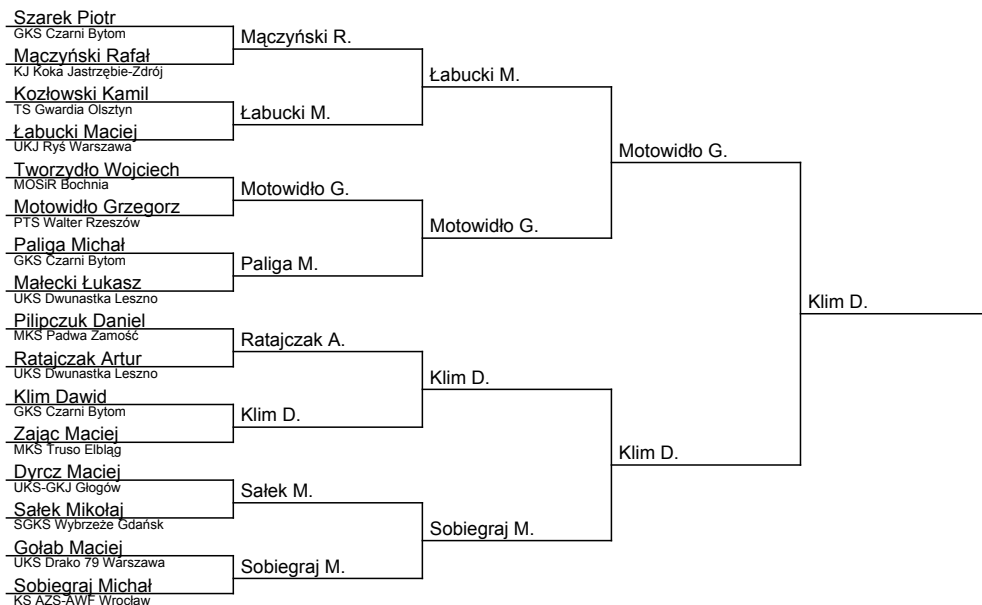 Szarek Piotr
GKS Czarni Bytom
Mączyński Rafał
KJ Koka Jastrzębie-Zdrój
Kozłowski Kamil
TS Gwardia Olsztyn
Łabucki Maciej
UKJ Ryś Warszawa
Tworzydło Wojciech
MOSiR Bochnia
Motowidło Grzegorz
PTS Walter Rzeszów
Paliga Michał
GKS Czarni Bytom
Małecki Łukasz
UKS Dwunastka Leszno
Pilipczuk Daniel
MKS Padwa Zamość
Ratajczak Artur
UKS Dwunastka Leszno
Klim Dawid
GKS Czarni Bytom
Zając Maciej
MKS Truso Elbląg
Dyrcz Maciej
UKS-GKJ Głogów
Sałek Mikołaj
SGKS Wybrzeże Gdańsk
Gołab Maciej
UKS Drako 79 Warszawa
Sobiegraj Michał
KS AZS-AWF Wrocław
Mączyński R.
Łabucki M.
Motowidło G.
Paliga M.
Ratajczak A.
Klim D.
Sałek M.
Sobiegraj M.
Łabucki M.
Motowidło G.
Klim D.
Sobiegraj M.
Motowidło G.
Klim D.
Klim D.